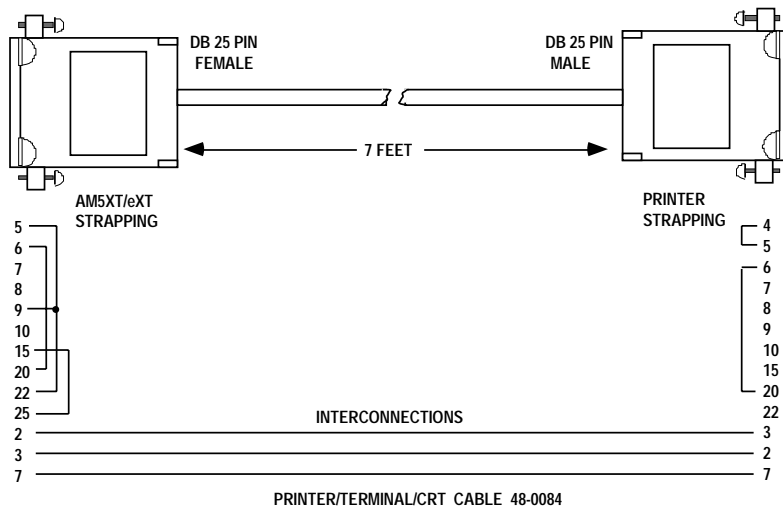 DB 25 PIN
FEMALE
DB 25 PIN
MALE
7 FEET
AM5XT/eXT
STRAPPING
PRINTER
STRAPPING
5
6
7
8
9
10
15
20
22
25
2
3
7
4
5
6
7
8
9
10
15
20
22
3
2
7
INTERCONNECTIONS
PRINTER/TERMINAL/CRT CABLE 48-0084